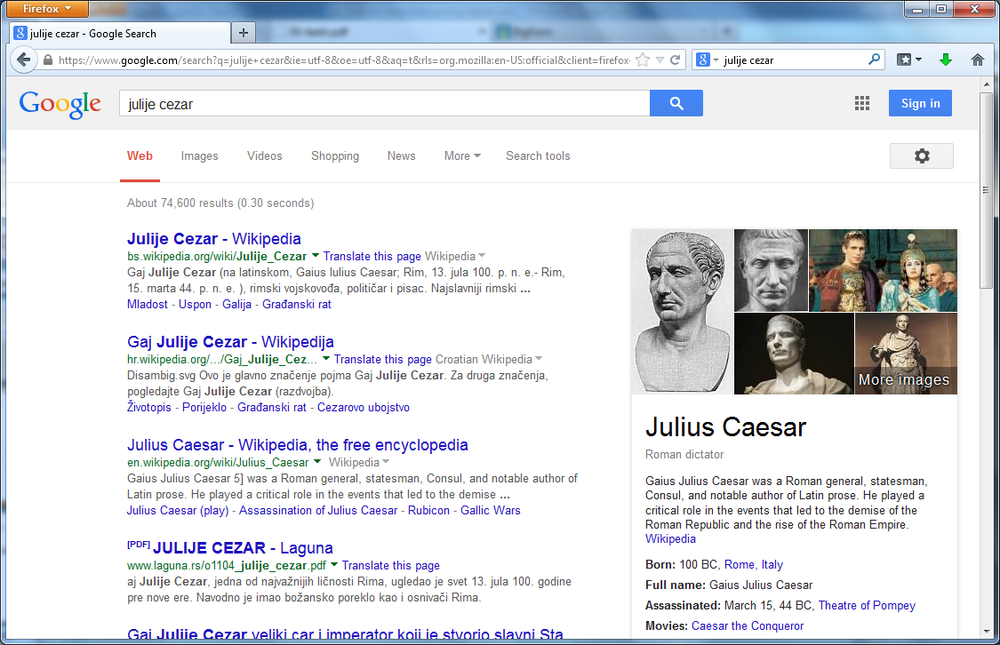 Firefox
julije cezar - Google Search
https://www.google.com/search?q=julije+cezar&ie=utf-8&oe=utf-8&aq=t&rls=org.mozilla:en-US:official&client=firefox-
julije cezar
Google
julije cezar
Sign in
Web Images Videos Shopping News More Search tools
About 74,600 results (0.30 seconds)
Julije Cezar - Wikipedia
bs.wikipedia.org/wiki/Julije_Cezar Translate this page Wikipedia
Gaj Julije Cezar (na latinskom, Gaius Iulius Caesar; Rim, 13. jula 100. p. n. e.- Rim,
15. marta 44. p. n. e. ), rimski vojskovođa, političar i pisac. Najslavniji rimski ...
Mladost - Uspon - Galija - Građanski rat
Gaj Julije Cezar - Wikipedija
hr.wikipedia.org/.../Gaj_Julije_Cez... Translate this page Croatian Wikipedia
Disambig.svg Ovo je glavno značenje pojma Gaj Julije Cezar. Za druga značenja,
pogledajte Gaj Julije Cezar (razdvojba).
Životopis - Porijeklo - Građanski rat - Cezarovo ubojstvo
Julius Caesar - Wikipedia, the free encyclopedia
en.wikipedia.org/wiki/Julius_Caesar Wikipedia
Gaius Julius Caesar 5] was a Roman general, statesman, Consul, and notable author of
Latin prose. He played a critical role in the events that led to the demise ...
Julius Caesar (play) - Assassination of Julius Caesar - Rubicon - Gallic Wars
[PDF] JULIJE CEZAR - Laguna
www.laguna.rs/o1104_julije_cezar.pdf Translate this page
aj Julije Cezar, jedna od najvažnijih ličnosti Rima, ugledao je svet 13. jula 100. godine
pre nove ere. Navodno je imao božansko poreklo kao i osnivači Rima.
Gaj Julije Cezar veliki car i imperator koji je stvorio slavni Sta
More images
Julius Caesar
Roman dictator
Gaius Julius Caesar was a Roman general, statesman,
Consul, and notable author of Latin prose. He played a
critical role in the events that led to the demise of the
Roman Republic and the rise of the Roman Empire.
Wikipedia
Born: 100 BC, Rome, Italy
Full name: Gaius Julius Caesar
Assassinated: March 15, 44 BC, Theatre of Pompey
Movies: Caesar the Conqueror